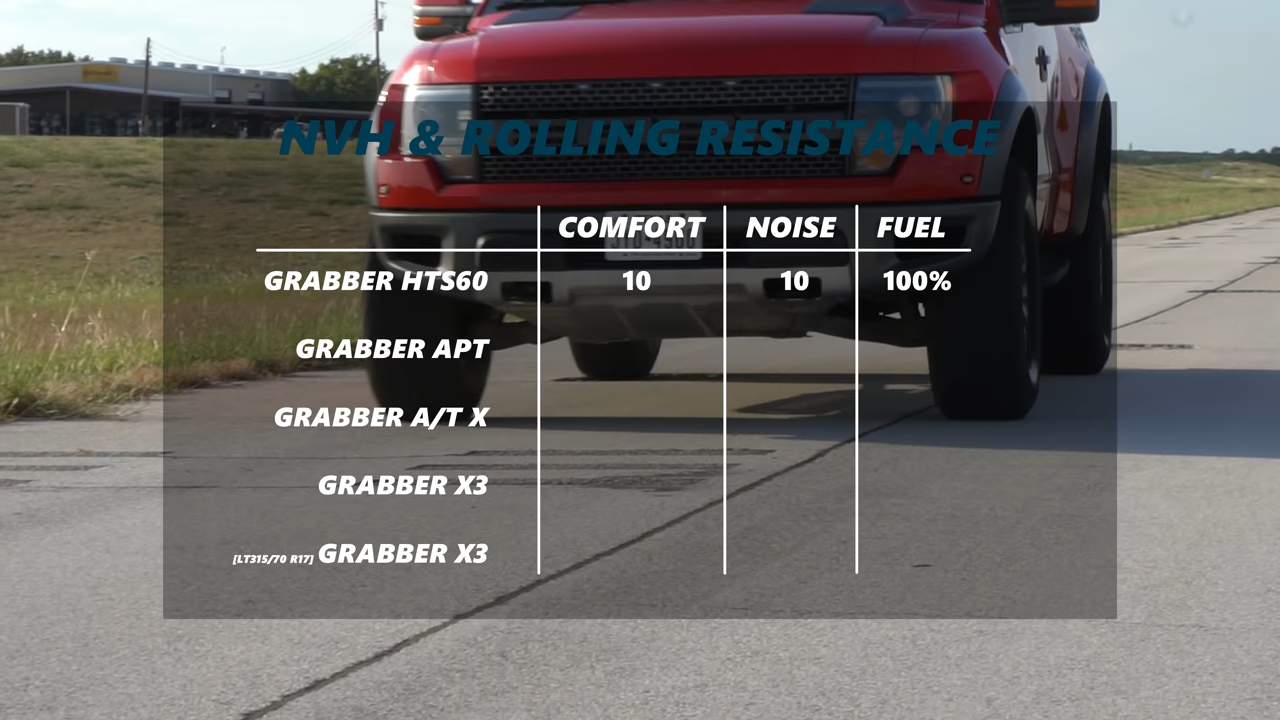 NVH & ROLLING RESISTANCE
COMFORT NOISE FUEL
GRABBER HTS60 10 10 100%
GRABBER APT
GRABBER A/T X
GRABBER X3
[LT315/70 R17] GRABBER X3